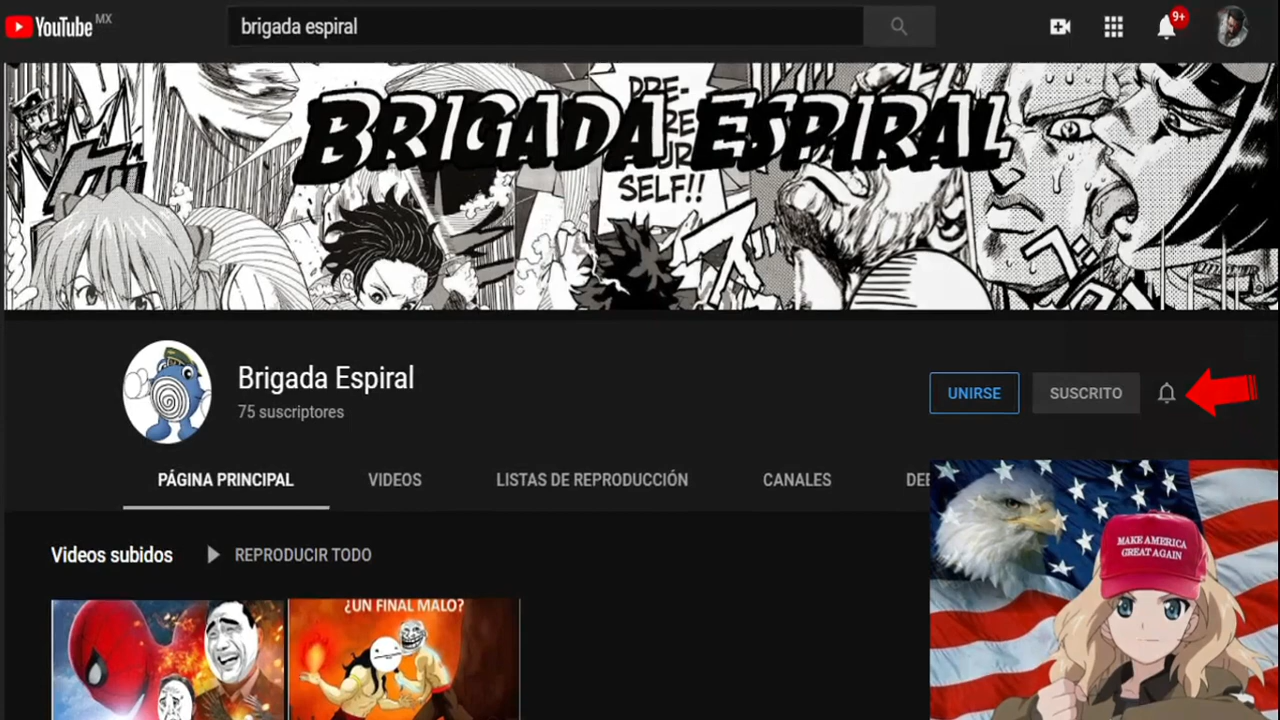 YouTube MX
brigada espiral
9+
BRIGADA ESPIRAL
PRE-
SELF!!
Brigada Espiral
75 suscriptores
UNIRSE
SUSCRITO
PÁGINA PRINCIPAL
VIDEOS
LISTAS DE REPRODUCCIÓN
CANALES
Videos subidos
REPRODUCIR TODO
¿UN FINAL MALO?
MAKE AMERICA
GREAT AGAIN